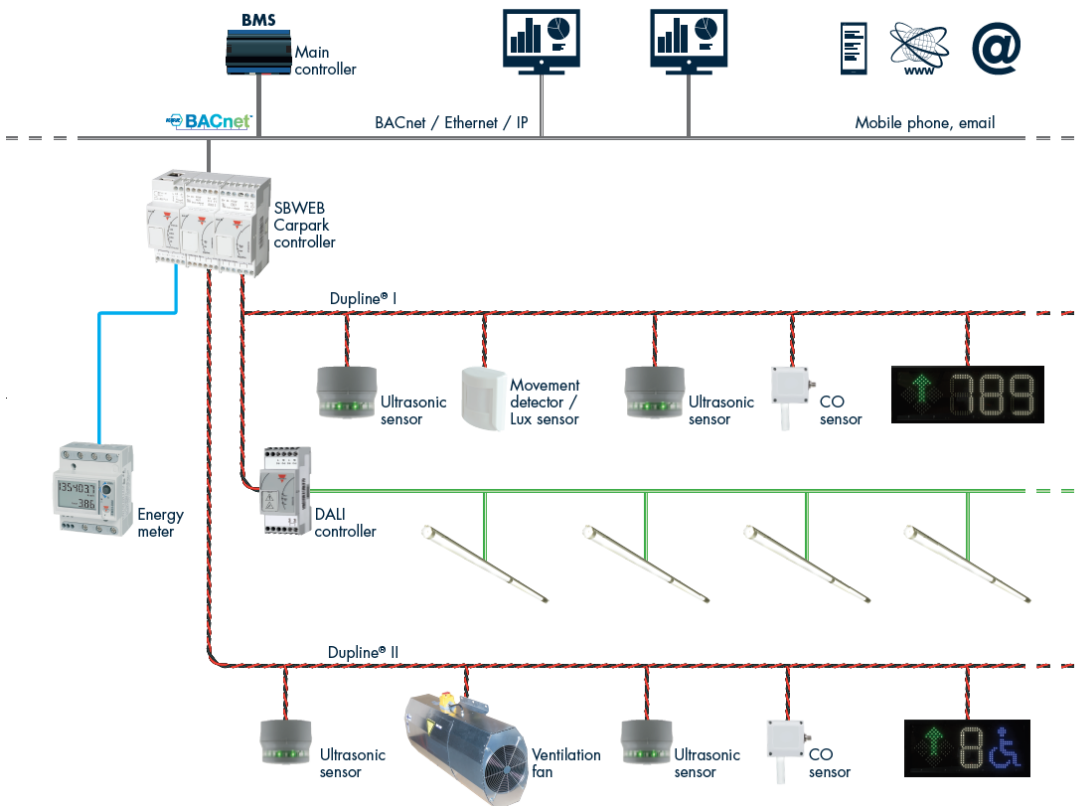 BMS
Main
controller
www
@
BACnet
BACnet / Ethernet / IP
Mobile phone, email
SBWEB
Carpark
controller
Dupline® I
Ultrasonic
sensor
Movement
detector /
Lux sensor
Ultrasonic
sensor
CO
sensor
789
Energy
meter
DALI
controller
Dupline® II
Ultrasonic
sensor
Ventilation
fan
Ultrasonic
sensor
CO
sensor
8